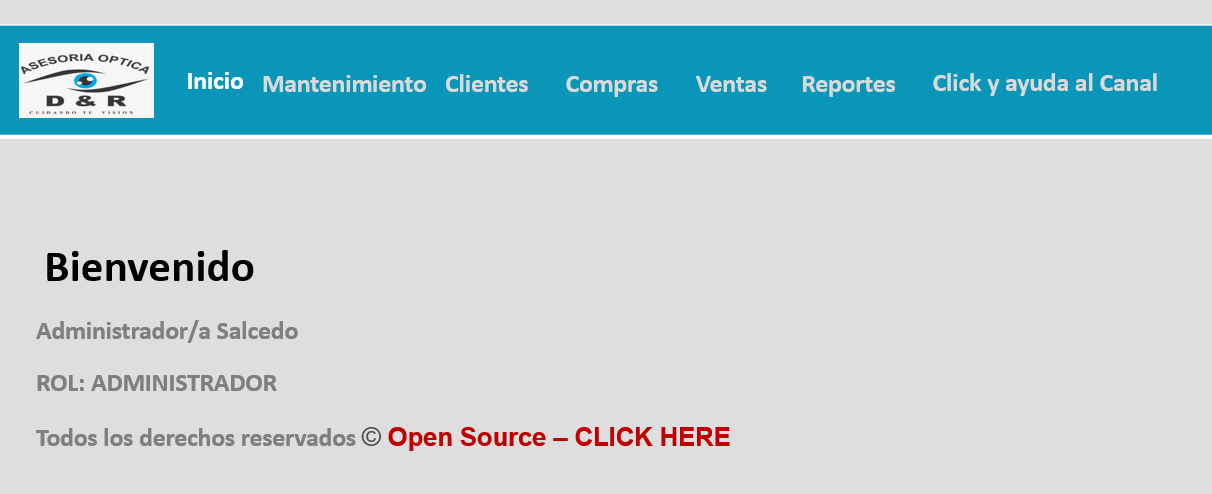 ASESORIA OPTICA
D & R
CUIDANDO TU VISION
Inicio Mantenimiento Clientes Compras Ventas Reportes Click y ayuda al Canal
Bienvenido
Administrador/a Salcedo
ROL: ADMINISTRADOR
Todos los derechos reservados © Open Source – CLICK HERE